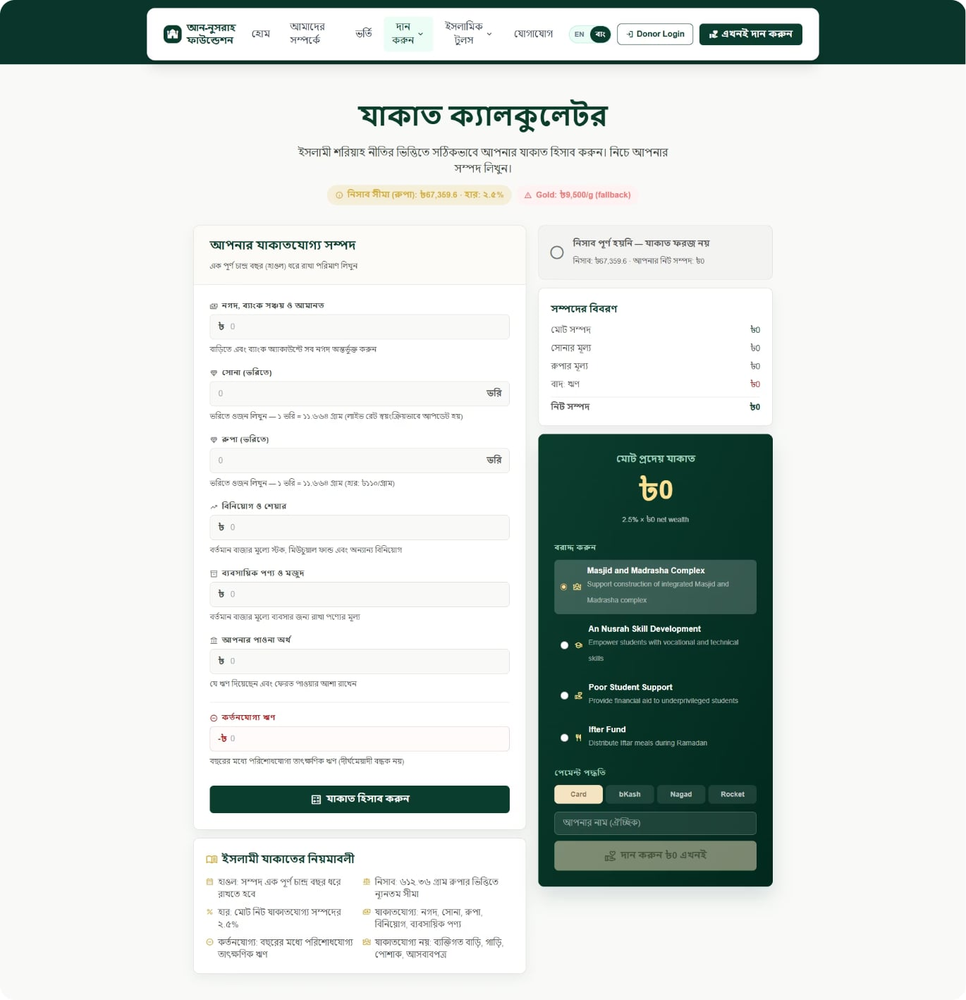 আন-নুসরাহ
ফাউন্ডেশন
হোম
আমাদের
সম্পর্কে
ভর্তি
দান
করুন
ইসলামিক
টুলস
যোগাযোগ
EN
বাং
Donor Login
এখনই দান করুন
যাকাত ক্যালকুলেটর
ইসলামী শরিয়াহ নীতির ভিত্তিতে সঠিকভাবে আপনার যাকাত হিসাব করুন। নিচে আপনার
সম্পদ লিখুন।
নিসাব সীমা (রুপা): ৳67,359.6 · হার: ২.৫%
Gold: ৳9,500/g (fallback)
আপনার যাকাতযোগ্য সম্পদ
এক পূর্ণ চান্দ্র বছর (হাওল) ধরে রাখা পরিমাণ লিখুন
নগদ, ব্যাংক সঞ্চয় ও আমানত
৳ 0
বাড়িতে এবং ব্যাংক অ্যাকাউন্টে সব নগদ অন্তর্ভুক্ত করুন
সোনা (ভরিতে)
0 ভরি
ভরিতে ওজন লিখুন — ১ ভরি = ১১.৬৬৪ গ্রাম (লাইভ রেট স্বয়ংক্রিয়ভাবে আপডেট হয়)
রুপা (ভরিতে)
0 ভরি
ভরিতে ওজন লিখুন — ১ ভরি = ১১.৬৬৪ গ্রাম (হার: ৳১১০/গ্রাম)
বিনিয়োগ ও শেয়ার
৳ 0
বর্তমান বাজার মূল্যে স্টক, মিউচুয়াল ফান্ড এবং অন্যান্য বিনিয়োগ
ব্যবসায়িক পণ্য ও মজুদ
৳ 0
বর্তমান বাজার মূল্যে ব্যবসার জন্য রাখা পণ্যের মূল্য
আপনার পাওনা অর্থ
৳ 0
যে ঋণ দিয়েছেন এবং ফেরত পাওয়ার আশা রাখেন
কর্তনযোগ্য ঋণ
-৳ 0
বছরের মধ্যে পরিশোধযোগ্য তাৎক্ষণিক ঋণ (দীর্ঘমেয়াদী বন্ধক নয়)
যাকাত হিসাব করুন
ইসলামী যাকাতের নিয়মাবলী
হাওল: সম্পদ এক পূর্ণ চান্দ্র বছর ধরে
রাখতে হবে
নিসাব: ৬১২.৩৬ গ্রাম রুপার ভিত্তিতে
ন্যূনতম সীমা
হার: মোট নিট যাকাতযোগ্য সম্পদের
২.৫%
যাকাতযোগ্য: নগদ, সোনা, রুপা,
বিনিয়োগ, ব্যবসায়িক পণ্য
কর্তনযোগ্য: বছরের মধ্যে পরিশোধযোগ্য
তাৎক্ষণিক ঋণ
যাকাতযোগ্য নয়: ব্যক্তিগত বাড়ি, গাড়ি,
পোশাক, আসবাবপত্র
নিসাব পূর্ণ হয়নি — যাকাত ফরজ নয়
নিসাব: ৳67,359.6 · আপনার নিট সম্পদ: ৳0
সম্পদের বিবরণ
মোট সম্পদ ৳0
সোনার মূল্য ৳0
রুপার মূল্য ৳0
বাদ: ঋণ ৳0
নিট সম্পদ ৳0
মোট প্রদেয় যাকাত
৳0
2.5% × ৳0 net wealth
বরাদ্দ করুন
Masjid and Madrasha Complex
Support construction of integrated Masjid and
Madrasha complex
An Nusrah Skill Development
Empower students with vocational and technical
skills
Poor Student Support
Provide financial aid to underprivileged students
Ifter Fund
Distribute Iftar meals during Ramadan
পেমেন্ট পদ্ধতি
Card
bKash
Nagad
Rocket
আপনার নাম (ঐচ্ছিক)
দান করুন ৳0 এখনই